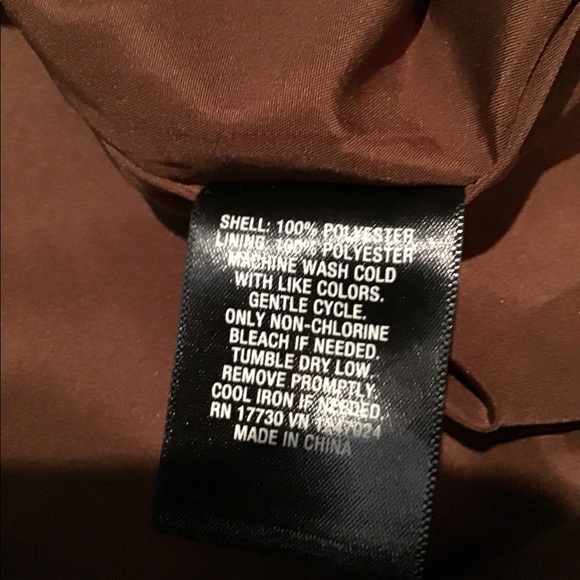 SHELL: 100% POLYESTER
LINING: 100% POLYESTER
MACHINE WASH COLD
WITH LIKE COLORS.
GENTLE CYCLE.
ONLY NON-CHLORINE
BLEACH IF NEEDED.
TUMBLE DRY LOW.
REMOVE PROMPTLY.
COOL IRON IF NEEDED.
RN 17730 VN
MADE IN CHINA